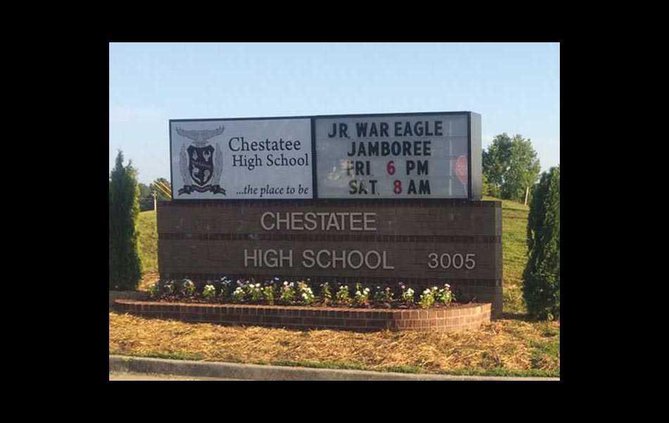 Chestatee
High School
...the place to be
JR WAR EAGLE
JAMBOREE
FRI 6 PM
SAT 8 AM
CHESTATEE
HIGH SCHOOL 3005